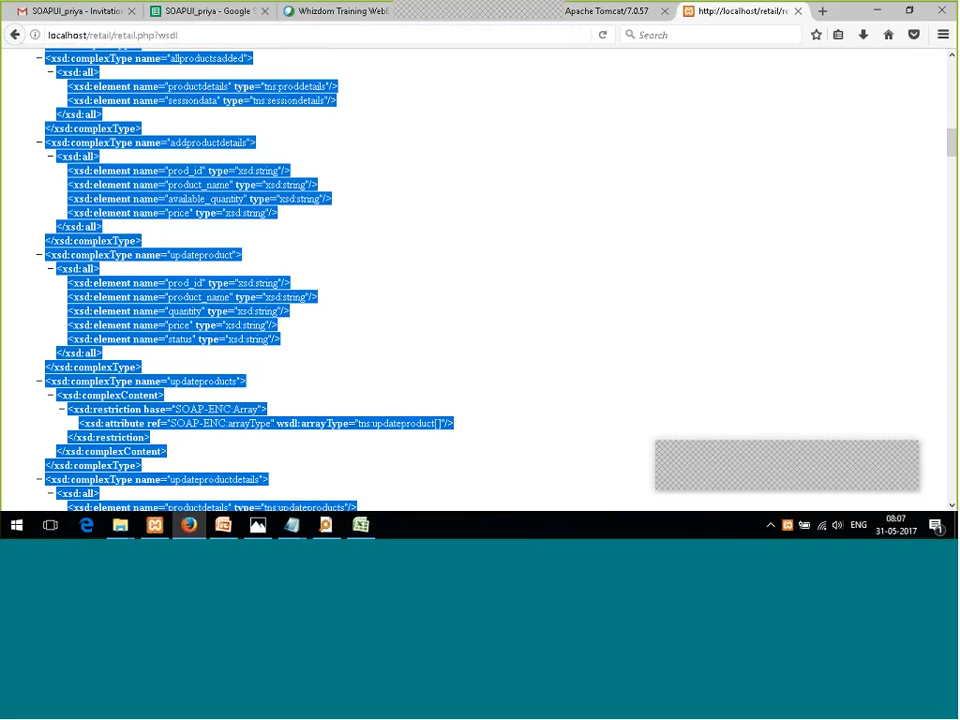 SOAPUI_priya - Invitation
SOAPUI_priya - Google
Whizdom Training WebE
Apache Tomcat/7.0.57
http://localhost/retail/re
localhost/retail/retail.php?wsdl
Search
− <xsd:complexType name="allproductsadded">
− <xsd:all>
<xsd:element name="productdetails" type="tns:proddetails"/>
<xsd:element name="sessiondata" type="tns:sessiondetails"/>
</xsd:all>
</xsd:complexType>
− <xsd:complexType name="addproductdetails">
− <xsd:all>
<xsd:element name="prod_id" type="xsd:string"/>
<xsd:element name="product_name" type="xsd:string"/>
<xsd:element name="available_quantity" type="xsd:string"/>
<xsd:element name="price" type="xsd:string"/>
</xsd:all>
</xsd:complexType>
− <xsd:complexType name="updateproduct">
− <xsd:all>
<xsd:element name="prod_id" type="xsd:string"/>
<xsd:element name="product_name" type="xsd:string"/>
<xsd:element name="quantity" type="xsd:string"/>
<xsd:element name="price" type="xsd:string"/>
<xsd:element name="status" type="xsd:string"/>
</xsd:all>
</xsd:complexType>
− <xsd:complexType name="updateproducts">
− <xsd:complexContent>
− <xsd:restriction base="SOAP-ENC:Array">
<xsd:attribute ref="SOAP-ENC:arrayType" wsdl:arrayType="tns:updateproduct[]"/>
</xsd:restriction>
</xsd:complexContent>
</xsd:complexType>
− <xsd:complexType name="updateproductdetails">
− <xsd:all>
<xsd:element name="productdetails" type="tns:updateproducts"/>
ENG
08:07
31-05-2017
1